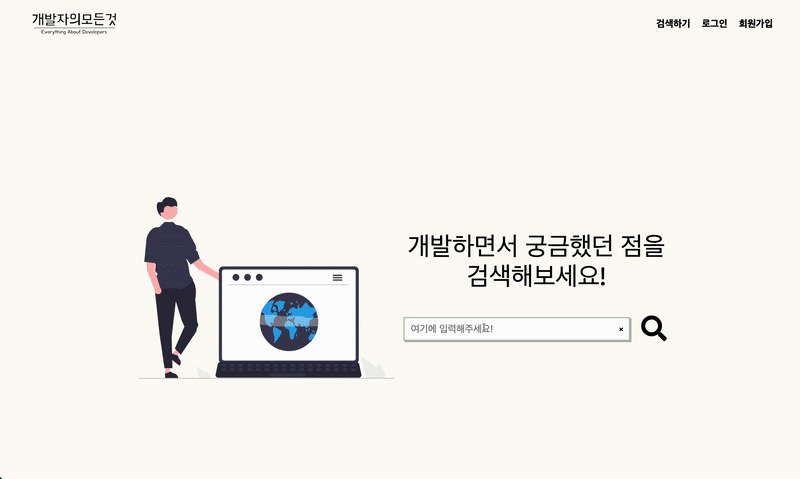 개발자의모든것
Everything About Developers
검색하기 로그인 회원가입
개발하면서 궁금했던 점을
검색해보세요!
여기에 입력해주세요!